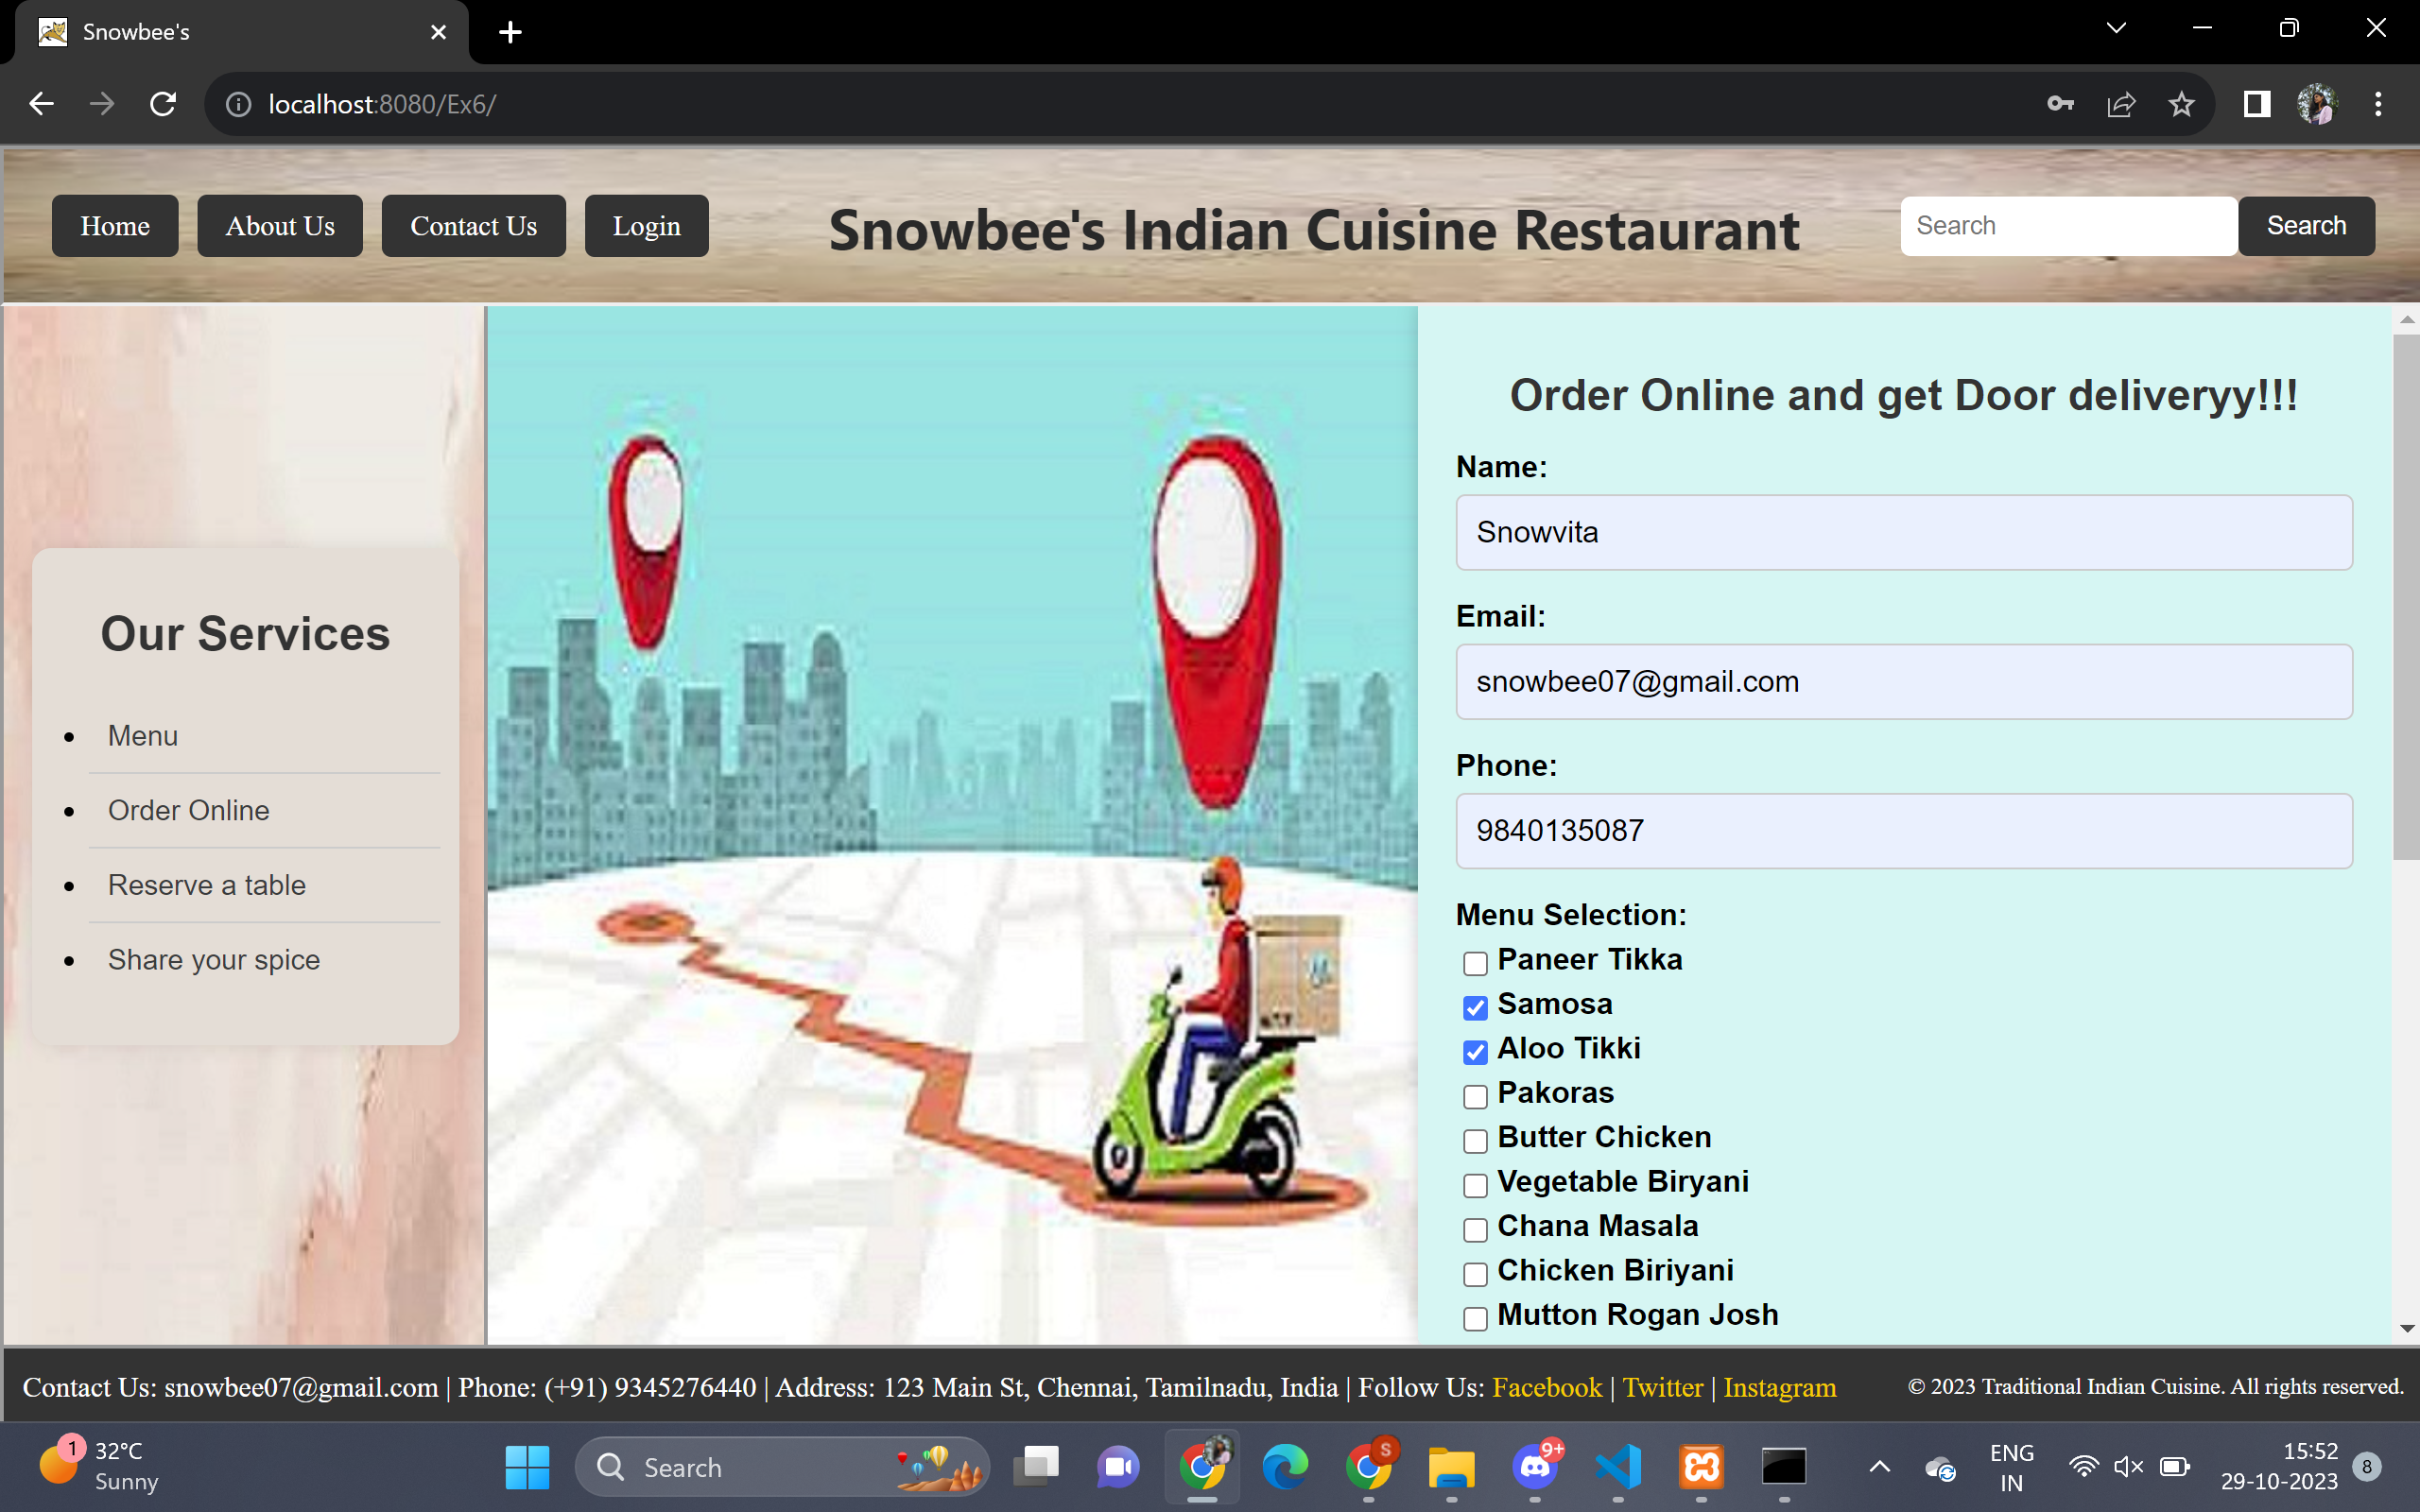 Snowbee's
localhost:8080/Ex6/
Home About Us Contact Us Login
Snowbee's Indian Cuisine Restaurant
Search Search
Our Services
Menu
Order Online
Reserve a table
Share your spice
Order Online and get Door deliveryy!!!
Name:
Snowvita
Email:
snowbee07@gmail.com
Phone:
9840135087
Menu Selection:
Paneer Tikka
Samosa
Aloo Tikki
Pakoras
Butter Chicken
Vegetable Biryani
Chana Masala
Chicken Biriyani
Mutton Rogan Josh
Contact Us: snowbee07@gmail.com | Phone: (+91) 9345276440 | Address: 123 Main St, Chennai, Tamilnadu, India | Follow Us: Facebook | Twitter | Instagram
© 2023 Traditional Indian Cuisine. All rights reserved.
1
32°C
Sunny
Search
S
9+
ENG
IN
15:52
29-10-2023
8